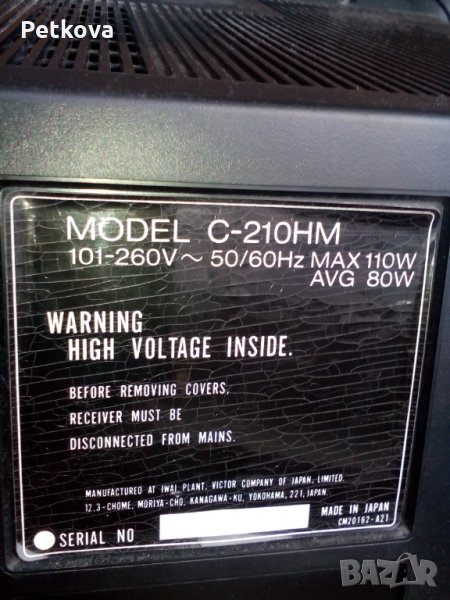 Petkova
MODEL C-210HM
101-260V~ 50/60Hz MAX 110W
AVG 80W
WARNING
HIGH VOLTAGE INSIDE.
BEFORE REMOVING COVERS,
RECEIVER MUST BE
DISCONNECTED FROM MAINS.
MANUFACTURED AT IWAI PLANT, VICTOR COMPANY OF JAPAN, LIMITED.
12,3-CHOME, MORIYA-CHO, KANAGAWA-KU, YOKOHAMA, 221, JAPAN.
MADE IN JAPAN
CM20162-A21
SERIAL NO
BAZAR